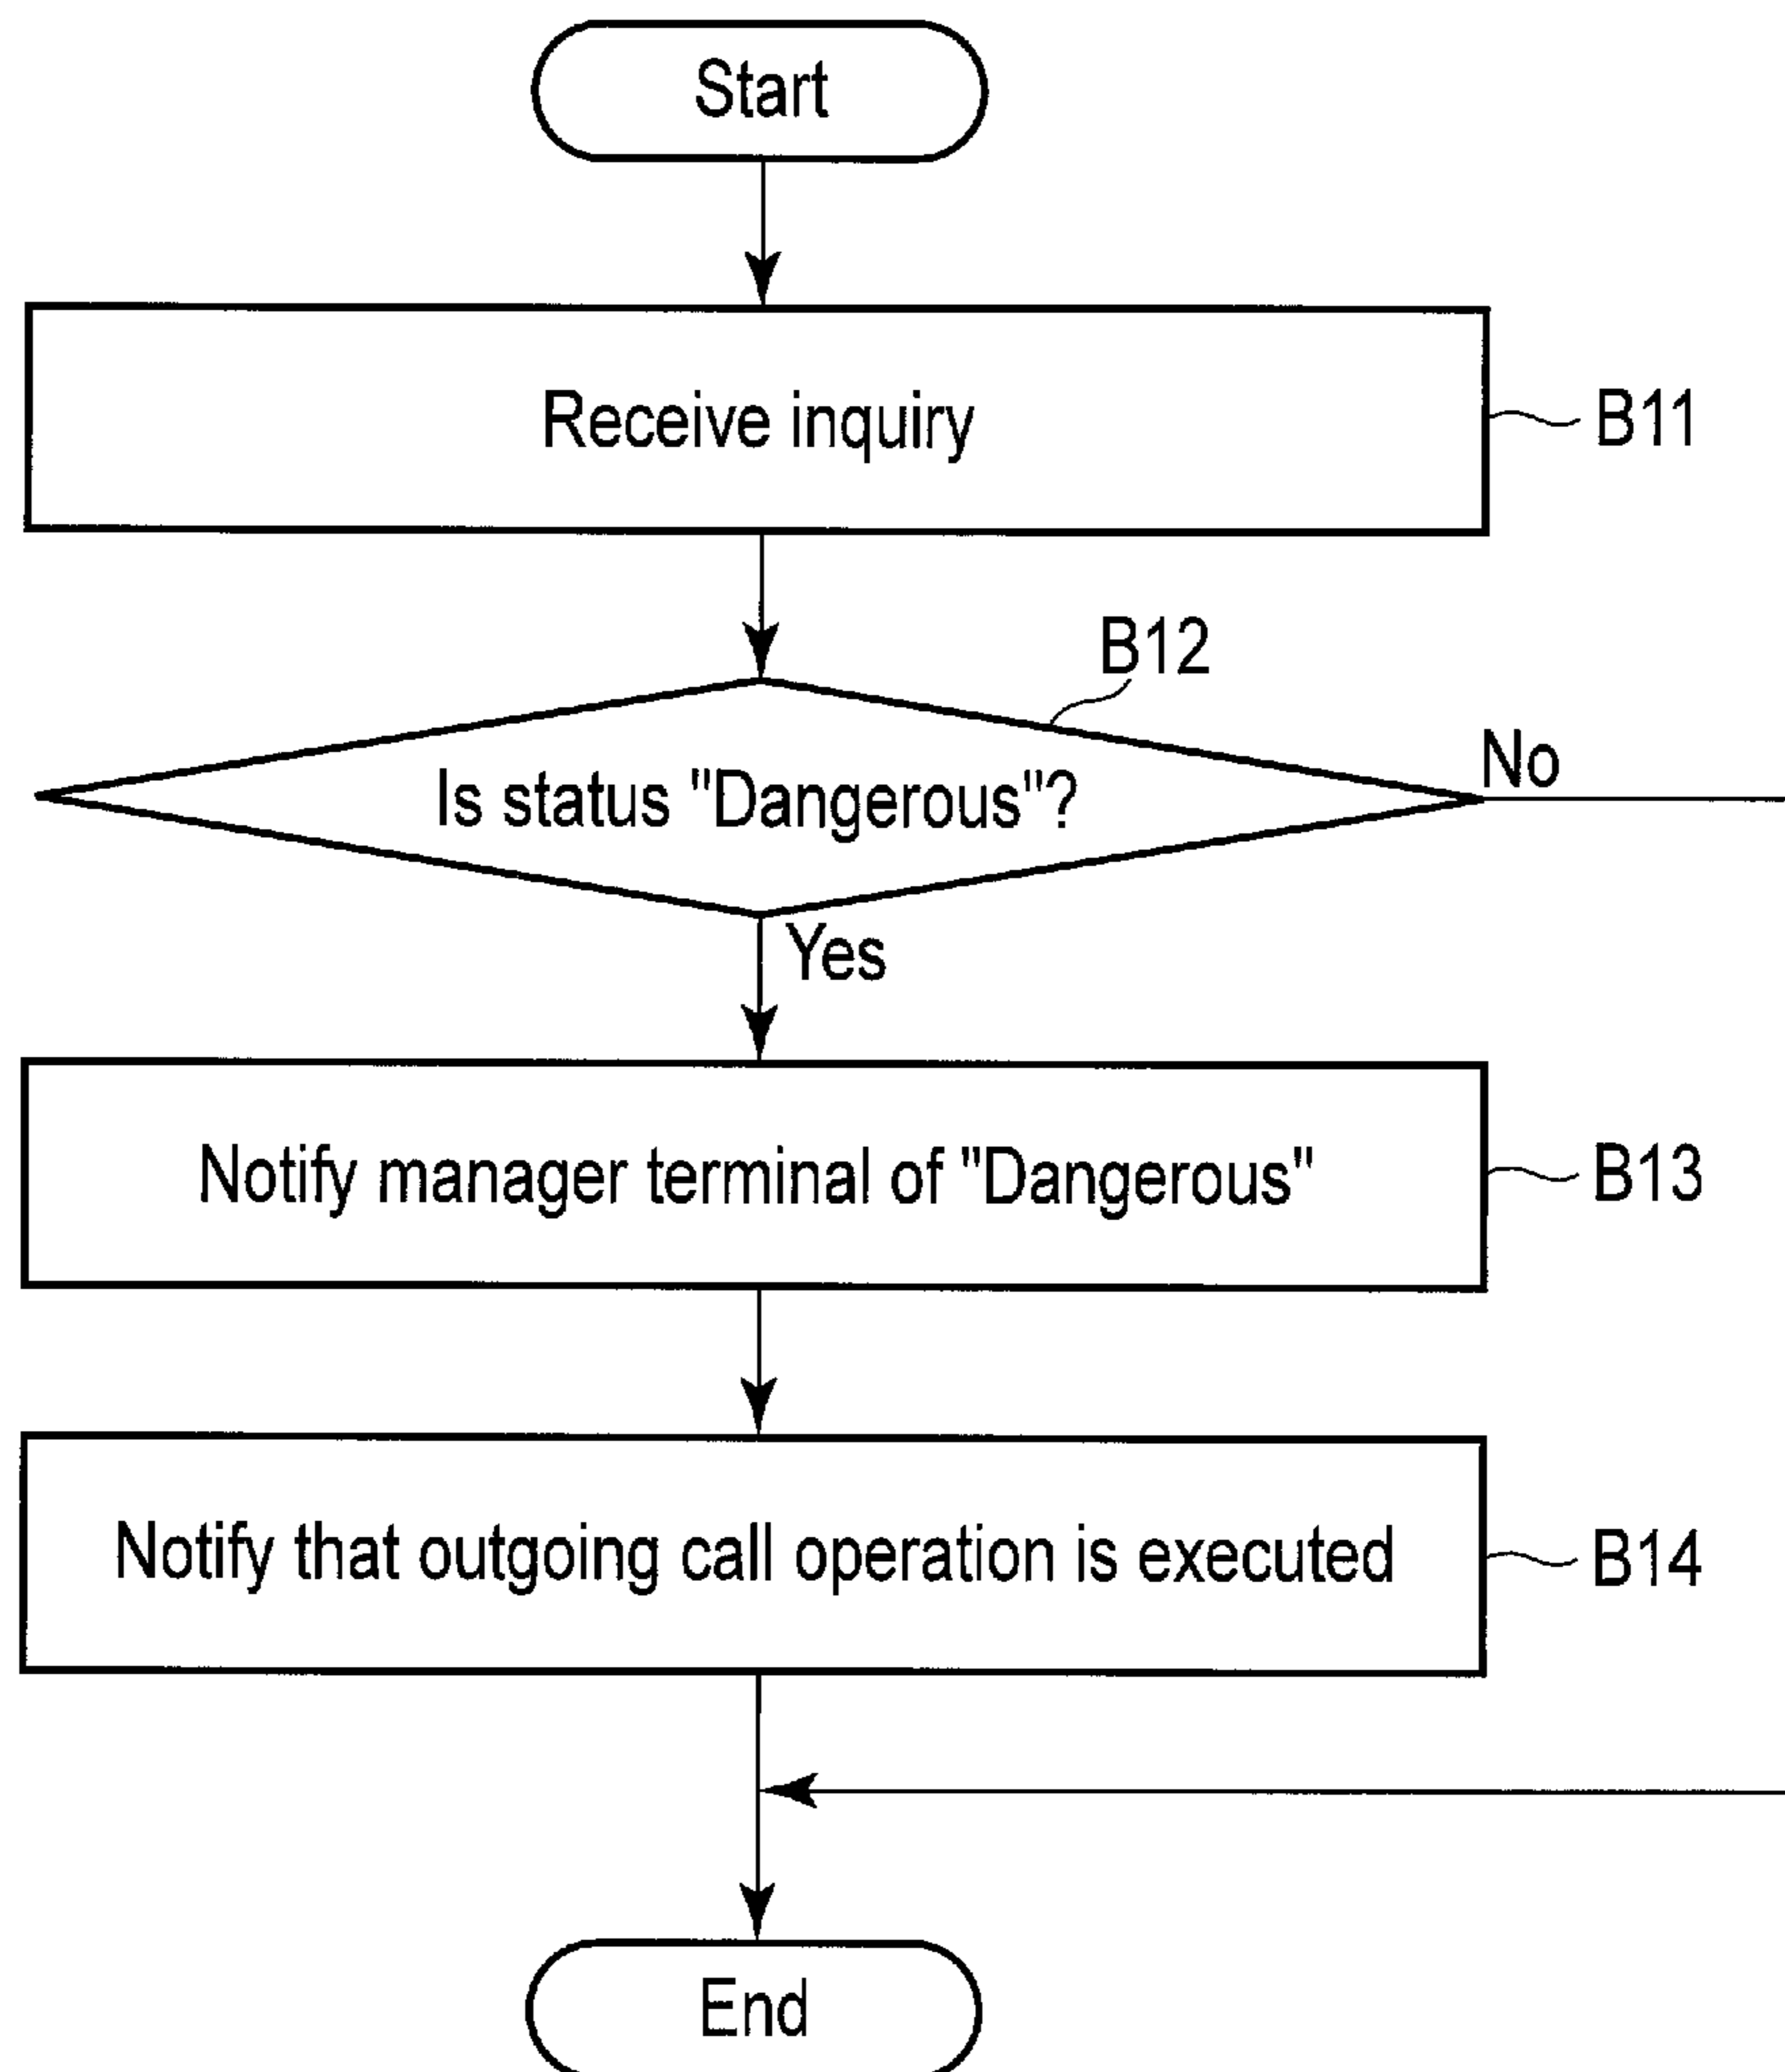 Start
Receive inquiry
B11
B12
Is status "Dangerous"?
No
Yes
Notify manager terminal of "Dangerous"
B13
Notify that outgoing call operation is executed
B14
End